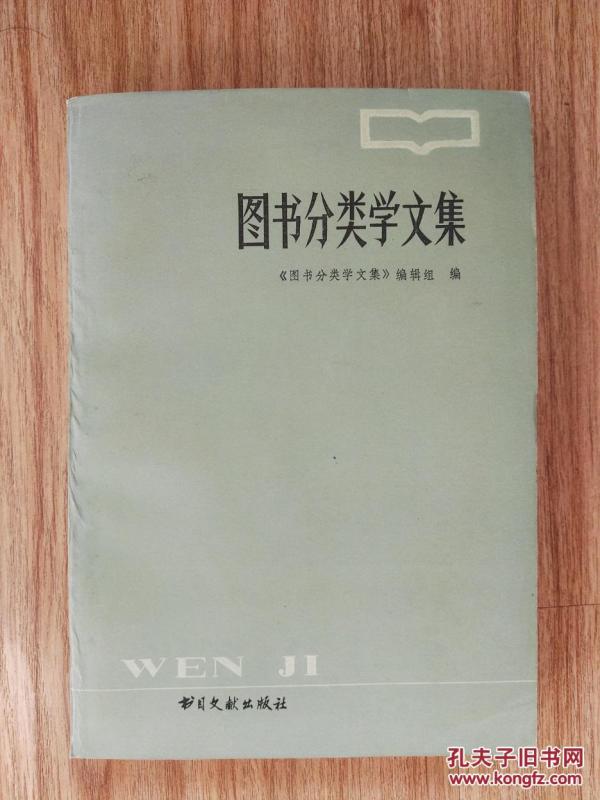 图书分类学文集
《图书分类学文集》编辑组 编
WEN JI
书目文献出版社
孔夫子旧书网
www.kongfz.com